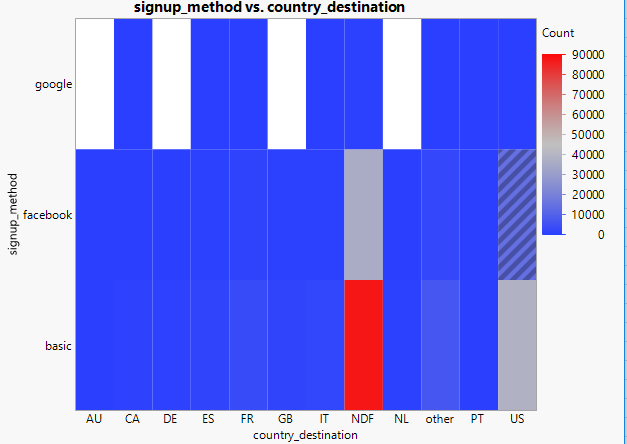 signup_method vs. country_destination
Count
90000
80000
70000
60000
50000
40000
30000
20000
10000
0
signup_method
google
facebook
basic
AU CA DE ES FR GB IT NDF NL other PT US
country_destination